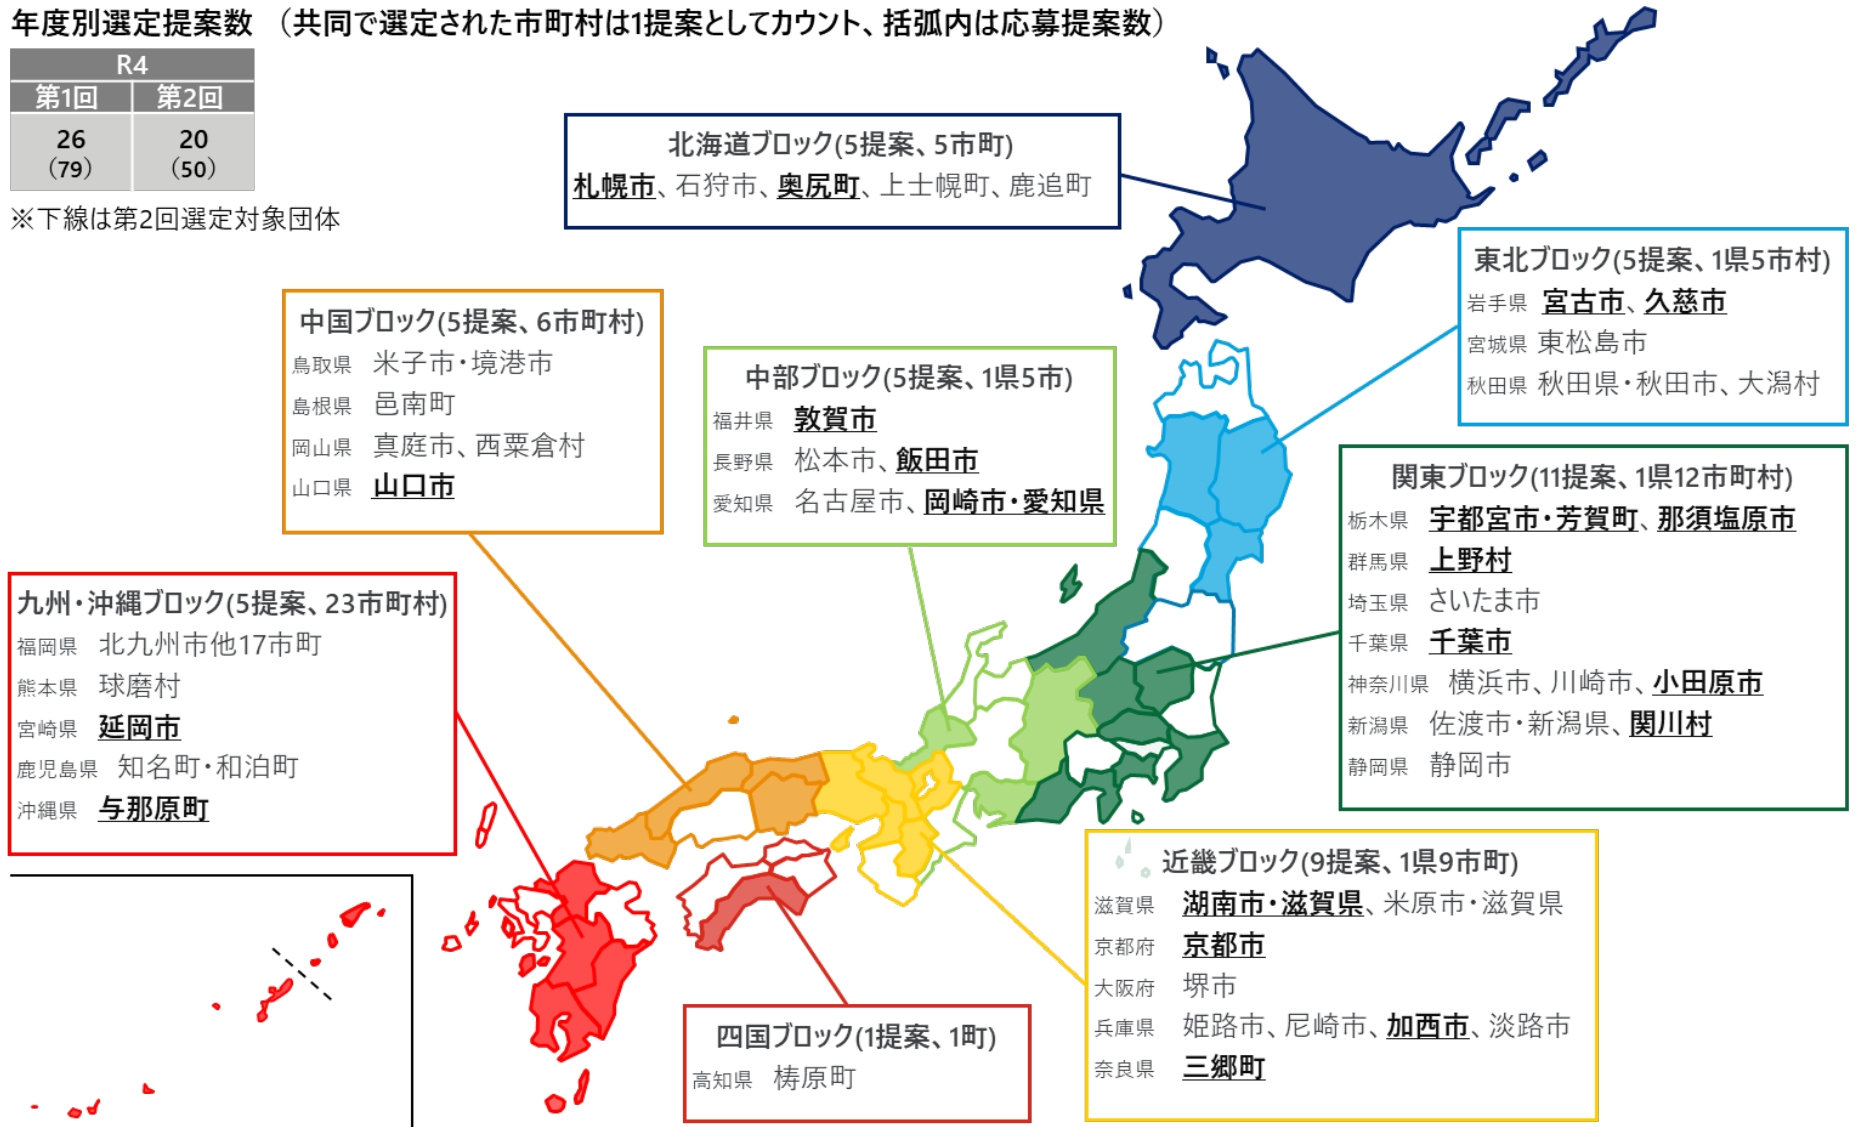 年度別選定提案数 （共同で選定された市町村は1提案としてカウント、括弧内は応募提案数）
R4
第1回 第2回
26 20
（79） （50）
※下線は第2回選定対象団体
北海道ブロック(5提案、5市町)
札幌市、石狩市、奥尻町、上士幌町、鹿追町
東北ブロック(5提案、1県5市村)
岩手県 宮古市、久慈市
宮城県 東松島市
秋田県 秋田県・秋田市、大潟村
中国ブロック(5提案、6市町村)
鳥取県 米子市・境港市
島根県 邑南町
岡山県 真庭市、西粟倉村
山口県 山口市
中部ブロック(5提案、1県5市)
福井県 敦賀市
長野県 松本市、飯田市
愛知県 名古屋市、岡崎市・愛知県
関東ブロック(11提案、1県12市町村)
栃木県 宇都宮市・芳賀町、那須塩原市
群馬県 上野村
埼玉県 さいたま市
千葉県 千葉市
神奈川県 横浜市、川崎市、小田原市
新潟県 佐渡市・新潟県、関川村
静岡県 静岡市
九州・沖縄ブロック(5提案、23市町村)
福岡県 北九州市他17市町
熊本県 球磨村
宮崎県 延岡市
鹿児島県 知名町・和泊町
沖縄県 与那原町
近畿ブロック(9提案、1県9市町)
滋賀県 湖南市・滋賀県、米原市・滋賀県
京都府 京都市
大阪府 堺市
兵庫県 姫路市、尼崎市、加西市、淡路市
奈良県 三郷町
四国ブロック(1提案、1町)
高知県 梼原町